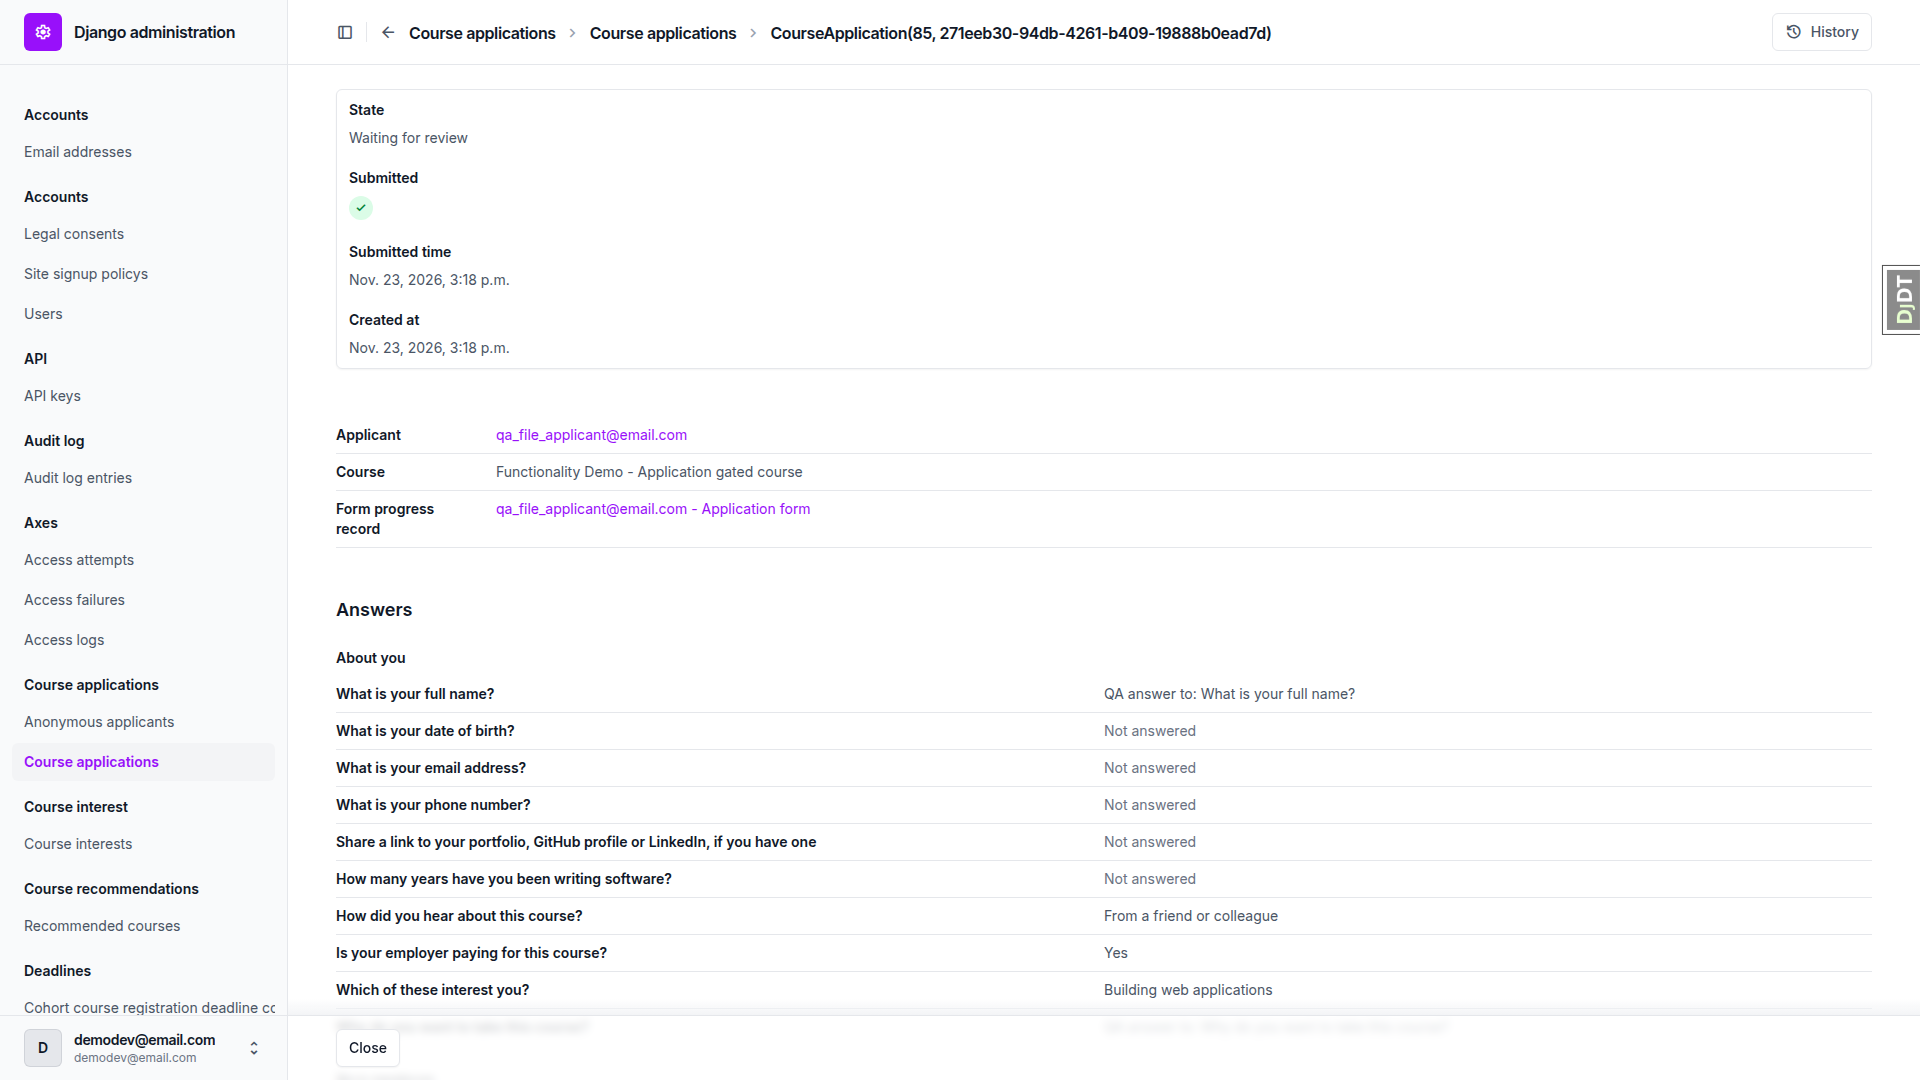 Django administration
Course applications
Course applications
CourseApplication(85, 271eeb30-94db-4261-b409-19888b0ead7d)
History
Accounts
Email addresses
Accounts
Legal consents
Site signup policys
Users
API
API keys
Audit log
Audit log entries
Axes
Access attempts
Access failures
Access logs
Course applications
Anonymous applicants
Course applications
Course interest
Course interests
Course recommendations
Recommended courses
Deadlines
Cohort course registration deadline co
D
demodev@email.com
demodev@email.com
State
Waiting for review
Submitted
Submitted time
Nov. 23, 2026, 3:18 p.m.
Created at
Nov. 23, 2026, 3:18 p.m.
DjDT
Applicant qa_file_applicant@email.com
Course Functionality Demo - Application gated course
Form progress record qa_file_applicant@email.com - Application form
Answers
About you
What is your full name? QA answer to: What is your full name?
What is your date of birth? Not answered
What is your email address? Not answered
What is your phone number? Not answered
Share a link to your portfolio, GitHub profile or LinkedIn, if you have one Not answered
How many years have you been writing software? Not answered
How did you hear about this course? From a friend or colleague
Is your employer paying for this course? Yes
Which of these interest you? Building web applications
Close